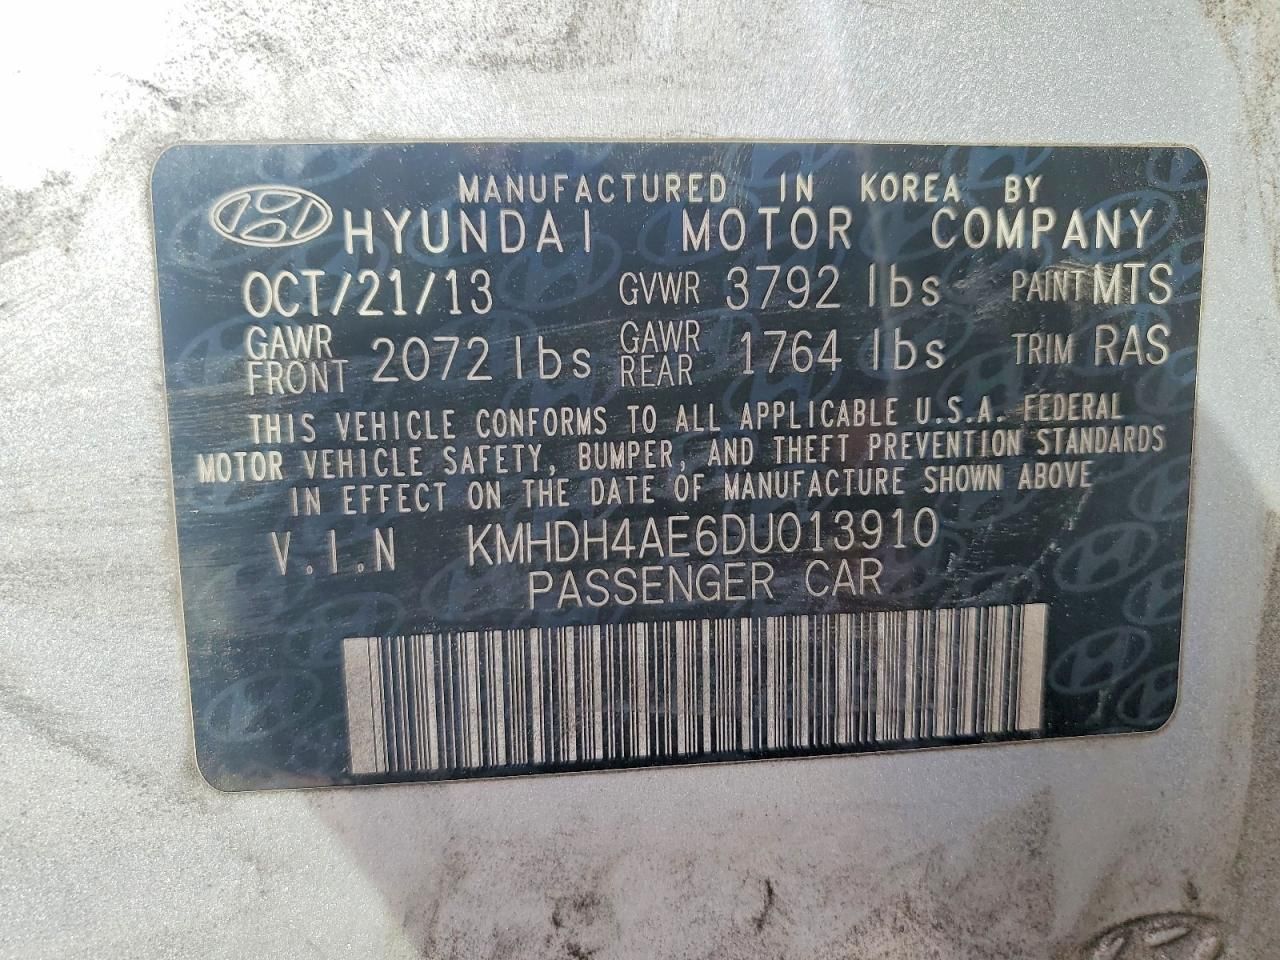 MANUFACTURED IN KOREA BY
HYUNDAI MOTOR COMPANY
OCT/21/13 GVWR 3792 lbs PAINT MTS
GAWR FRONT 2072 lbs GAWR REAR 1764 lbs TRIM RAS
THIS VEHICLE CONFORMS TO ALL APPLICABLE U.S.A. FEDERAL
MOTOR VEHICLE SAFETY, BUMPER, AND THEFT PREVENTION STANDARDS
IN EFFECT ON THE DATE OF MANUFACTURE SHOWN ABOVE
V.I.N KMHDH4AE6DU013910
PASSENGER CAR